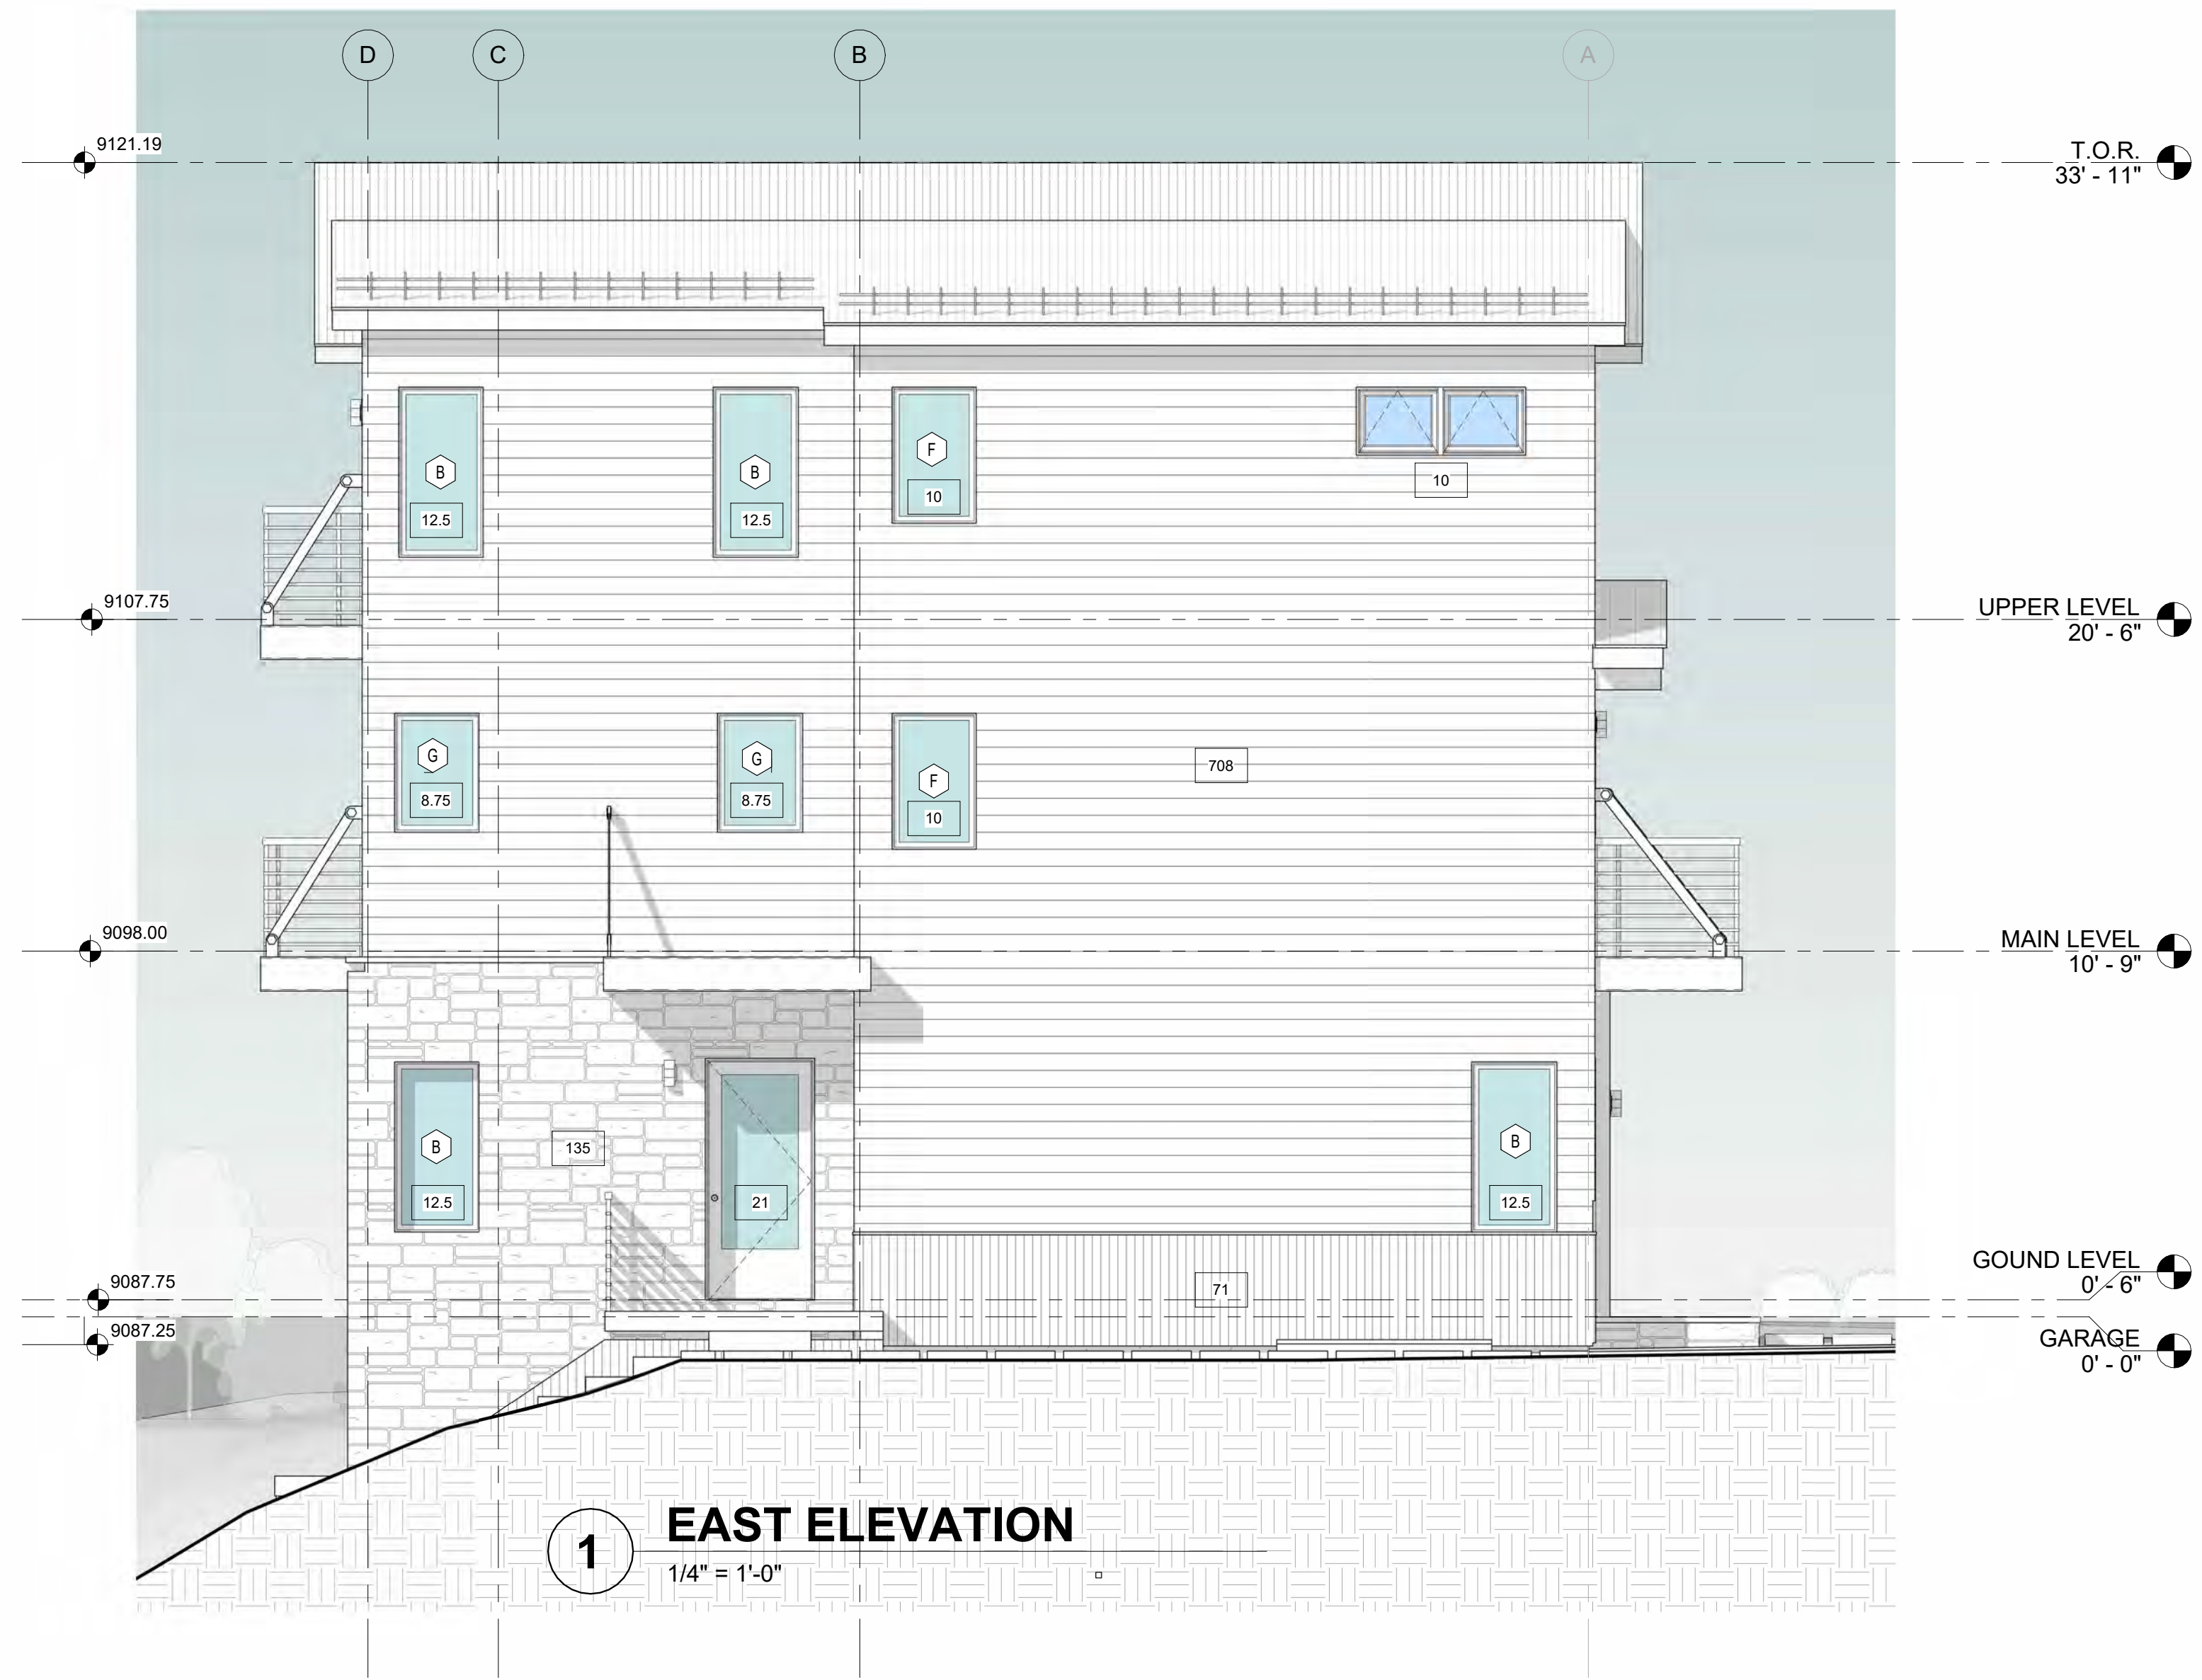 D
C
B
A
9121.19
T.O.R.
33' - 11"
B
12.5
B
12.5
F
10
10
9107.75
UPPER LEVEL
20' - 6"
G
8.75
G
8.75
F
10
708
9098.00
MAIN LEVEL
10' - 9"
B
12.5
135
21
B
12.5
71
9087.75
GOUND LEVEL
0' - 6"
9087.25
GARAGE
0' - 0"
1
EAST ELEVATION
1/4" = 1'-0"